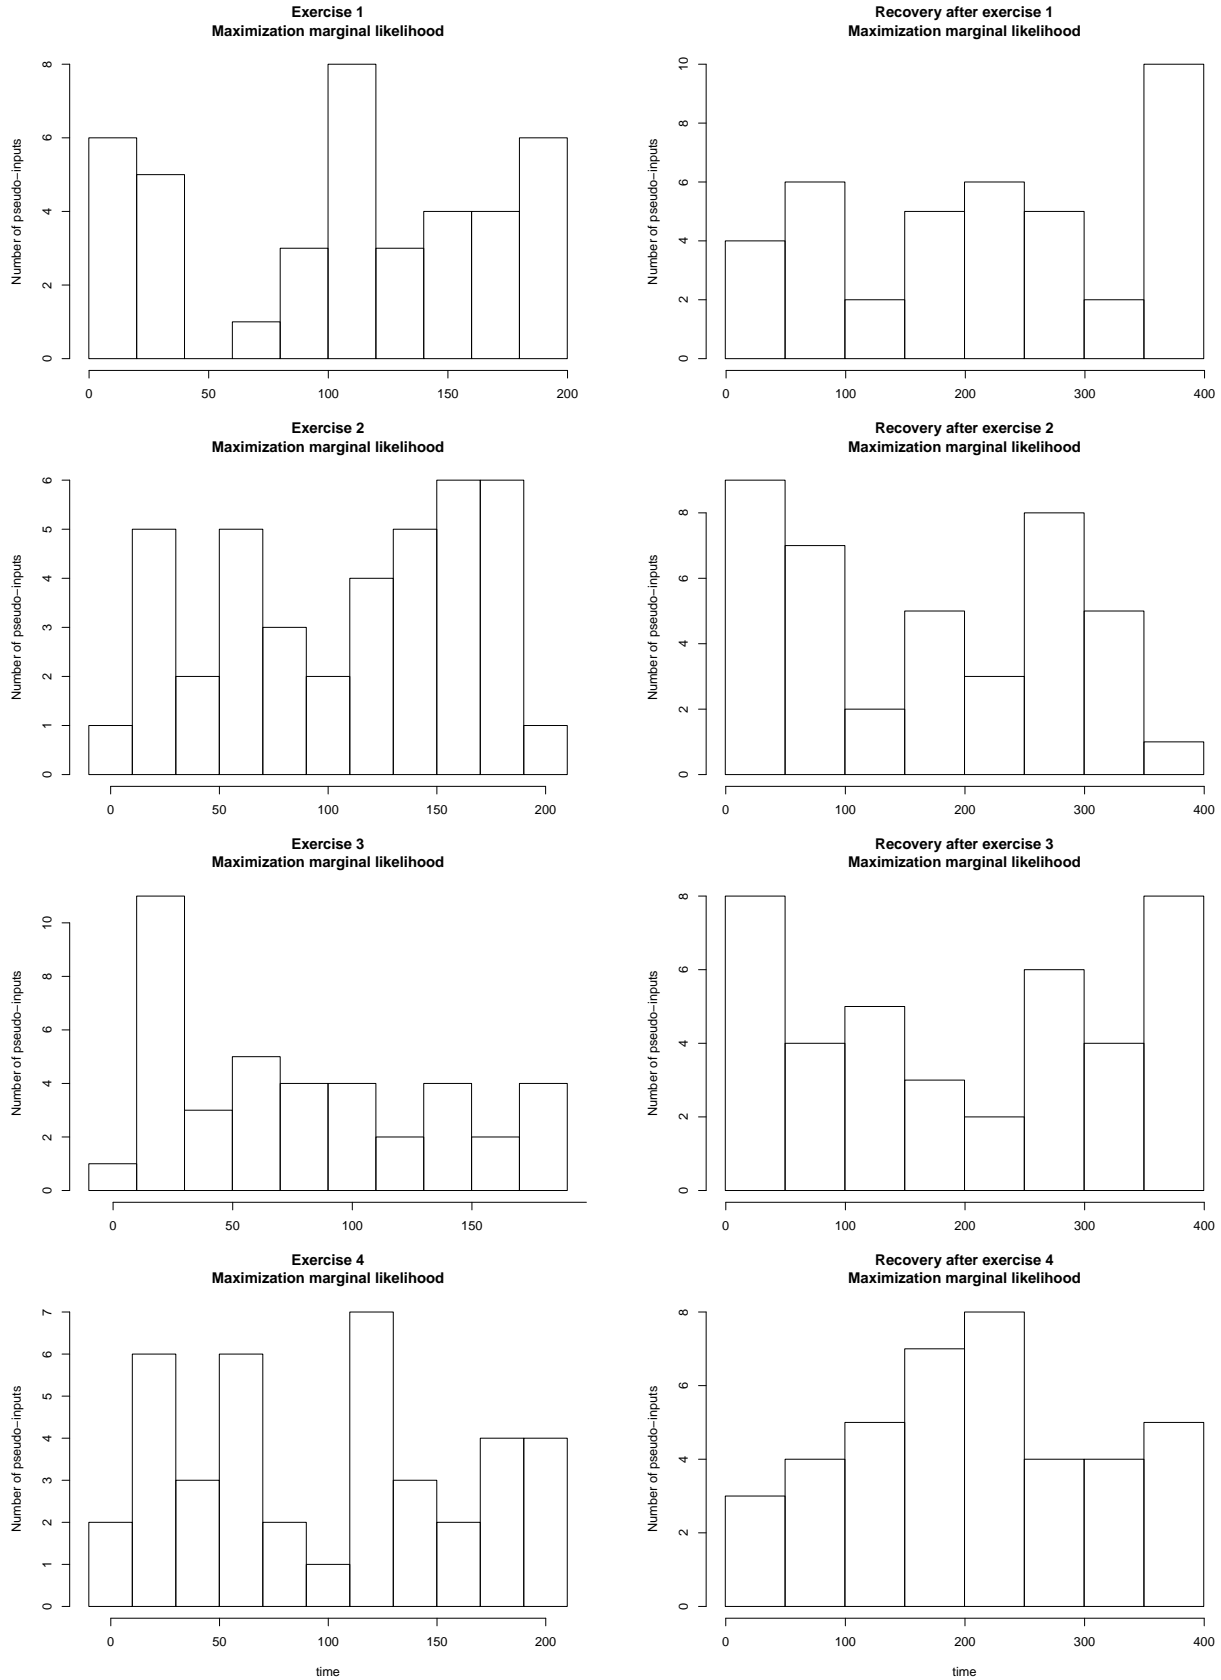 Exercise 1
Maximization marginal likelihood
Number of pseudo−inputs
0 2 4 6 8
0 50 100 150 200
Recovery after exercise 1
Maximization marginal likelihood
Number of pseudo−inputs
0 2 4 6 8 10
0 100 200 300 400
Exercise 2
Maximization marginal likelihood
Number of pseudo−inputs
0 1 2 3 4 5 6
0 50 100 150 200
Recovery after exercise 2
Maximization marginal likelihood
Number of pseudo−inputs
0 2 4 6 8
0 100 200 300 400
Exercise 3
Maximization marginal likelihood
Number of pseudo−inputs
0 2 4 6 8 10
0 50 100 150
Recovery after exercise 3
Maximization marginal likelihood
Number of pseudo−inputs
0 2 4 6 8
0 100 200 300 400
Exercise 4
Maximization marginal likelihood
Number of pseudo−inputs
0 1 2 3 4 5 6 7
0 50 100 150 200
time
Recovery after exercise 4
Maximization marginal likelihood
Number of pseudo−inputs
0 2 4 6 8
0 100 200 300 400
time